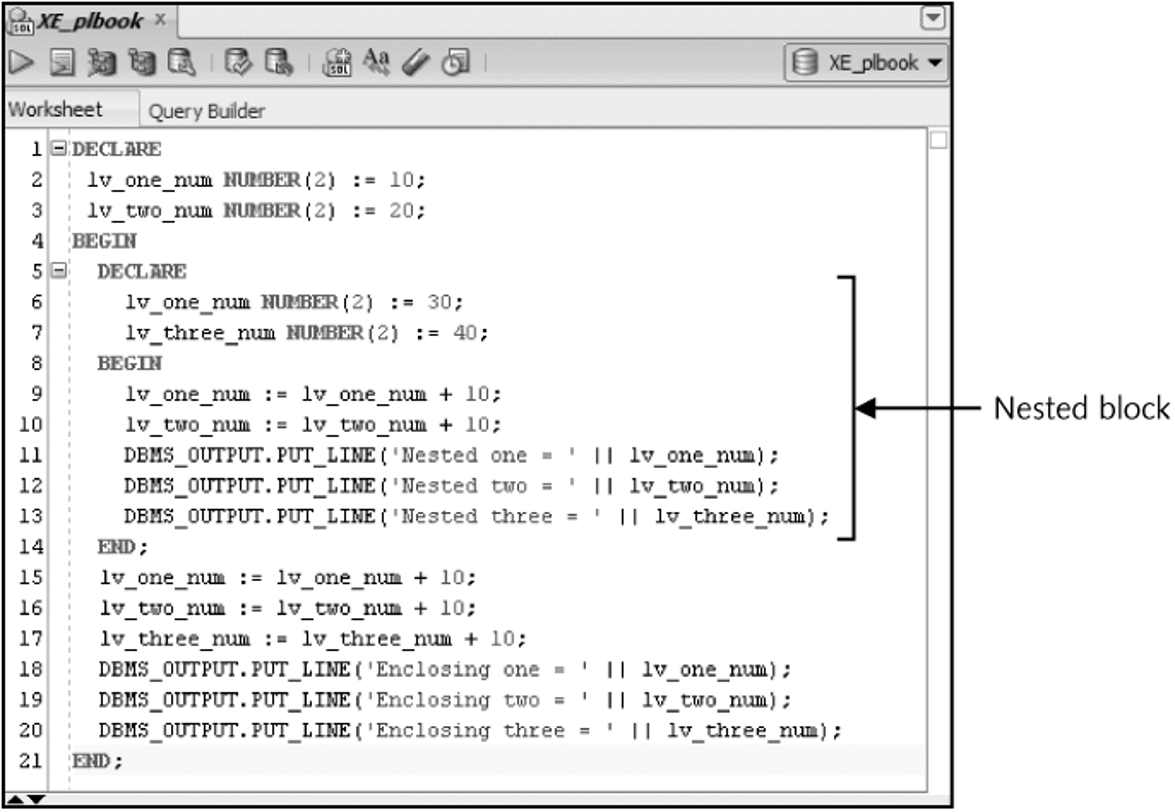 SQL XE_plbook x
SQL Aa XE_plbook
Worksheet Query Builder
1 DECLARE
2 lv_one_num NUMBER(2) := 10;
3 lv_two_num NUMBER(2) := 20;
4 BEGIN
5 DECLARE
6 lv_one_num NUMBER(2) := 30;
7 lv_three_num NUMBER(2) := 40;
8 BEGIN
9 lv_one_num := lv_one_num + 10;
10 lv_two_num := lv_two_num + 10;
11 DBMS_OUTPUT.PUT_LINE('Nested one = ' || lv_one_num);
12 DBMS_OUTPUT.PUT_LINE('Nested two = ' || lv_two_num);
13 DBMS_OUTPUT.PUT_LINE('Nested three = ' || lv_three_num);
14 END;
15 lv_one_num := lv_one_num + 10;
16 lv_two_num := lv_two_num + 10;
17 lv_three_num := lv_three_num + 10;
18 DBMS_OUTPUT.PUT_LINE('Enclosing one = ' || lv_one_num);
19 DBMS_OUTPUT.PUT_LINE('Enclosing two = ' || lv_two_num);
20 DBMS_OUTPUT.PUT_LINE('Enclosing three = ' || lv_three_num);
21 END;
Nested block